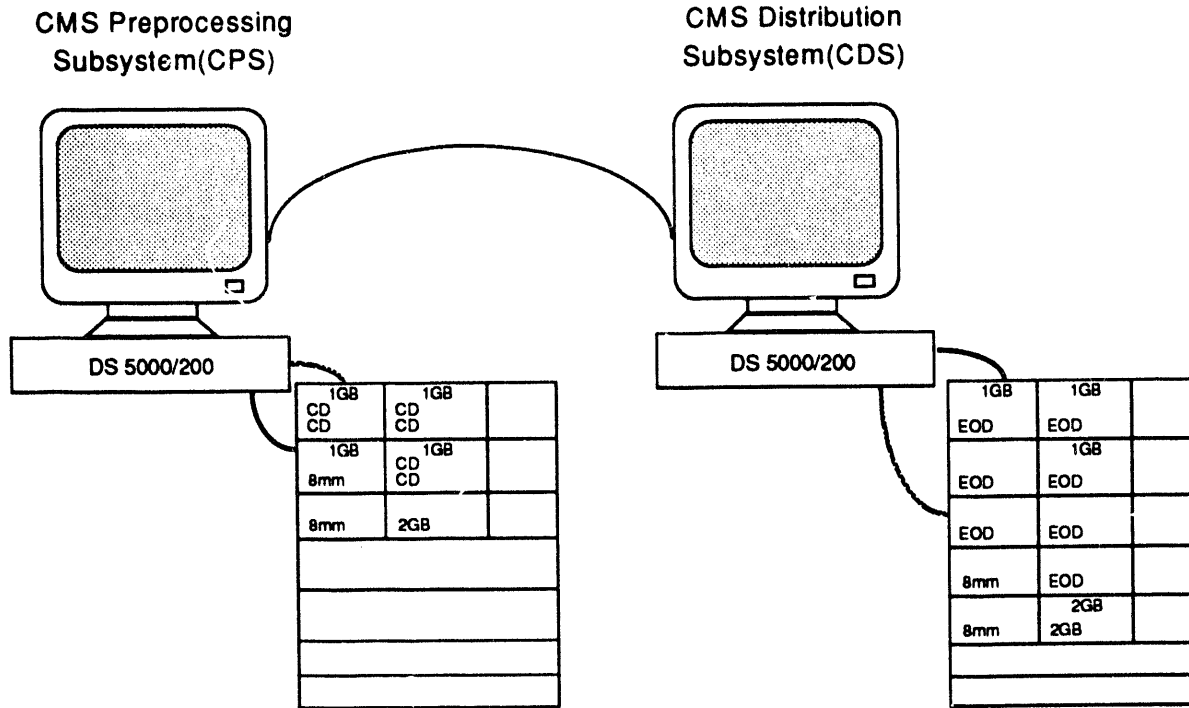 CMS Preprocessing
Subsystem(CPS)
CMS Distribution
Subsystem(CDS)
DS 5000/200
DS 5000/200
1GB 1GB
CD CD
CD CD
1GB 1GB
CD
8mm CD
8mm 2GB
1GB 1GB
EOD EOD
1GB
EOD EOD
EOD EOD
8mm EOD
2GB
8mm 2GB